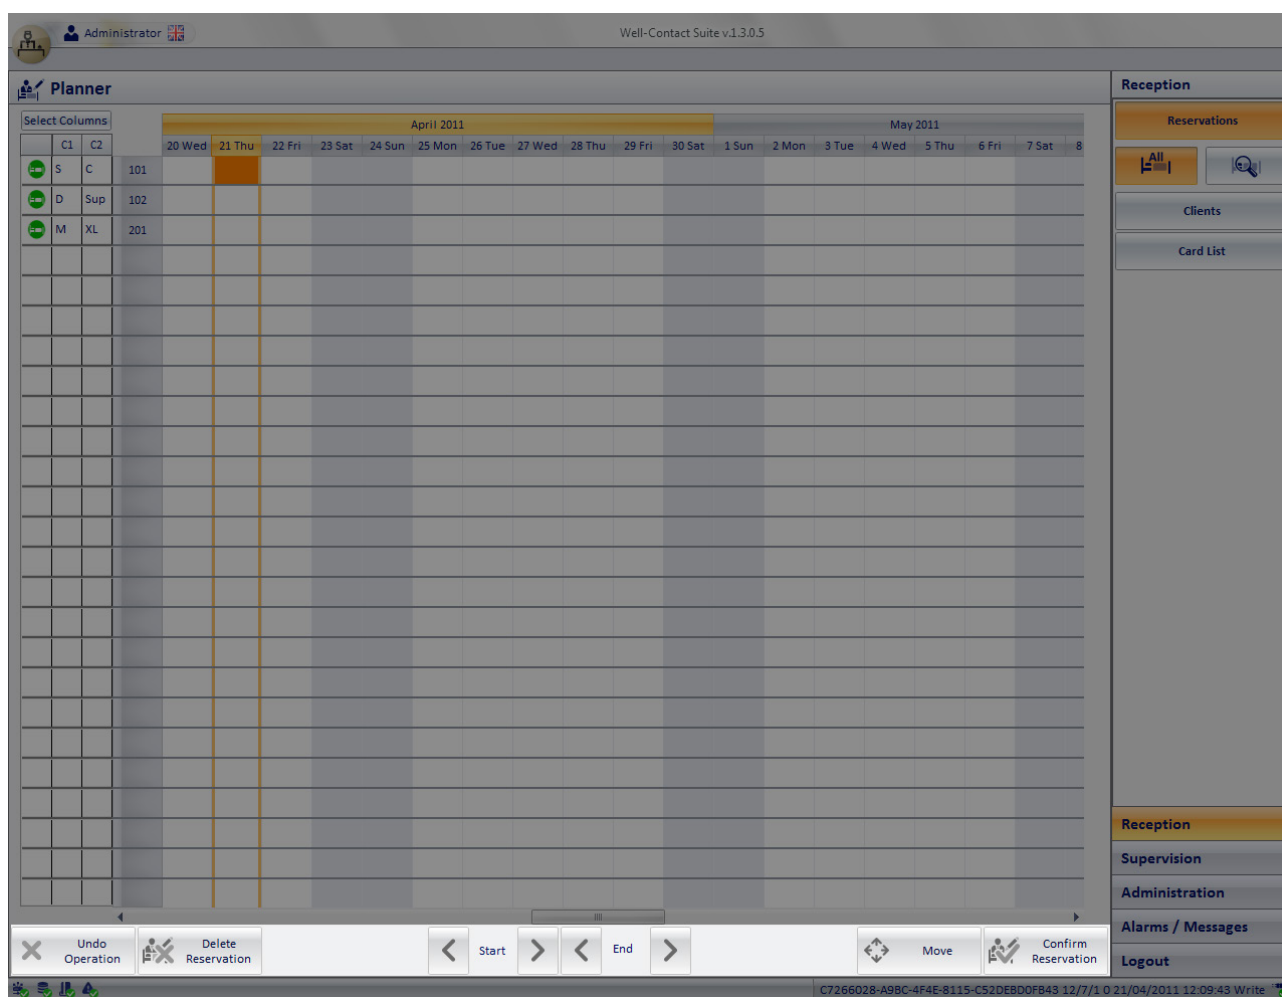 Administrator
Well-Contact Suite v.1.3.0.5
Planner
Reception
Select Columns
April 2011
May 2011
Reservations
C1 C2
20 Wed 21 Thu 22 Fri 23 Sat 24 Sun 25 Mon 26 Tue 27 Wed 28 Thu 29 Fri 30 Sat 1 Sun 2 Mon 3 Tue 4 Wed 5 Thu 6 Fri 7 Sat 8
S C 101
All
D Sup 102
Clients
M XL 201
Card List
Reception
Supervision
Administration
Alarms / Messages
Logout
Undo
Operation
Delete
Reservation
Start
End
Move
Confirm
Reservation
C7266028-A9BC-4F4E-8115-C52DEBD0FB43 12/7/1 0 21/04/2011 12:09:43 Write